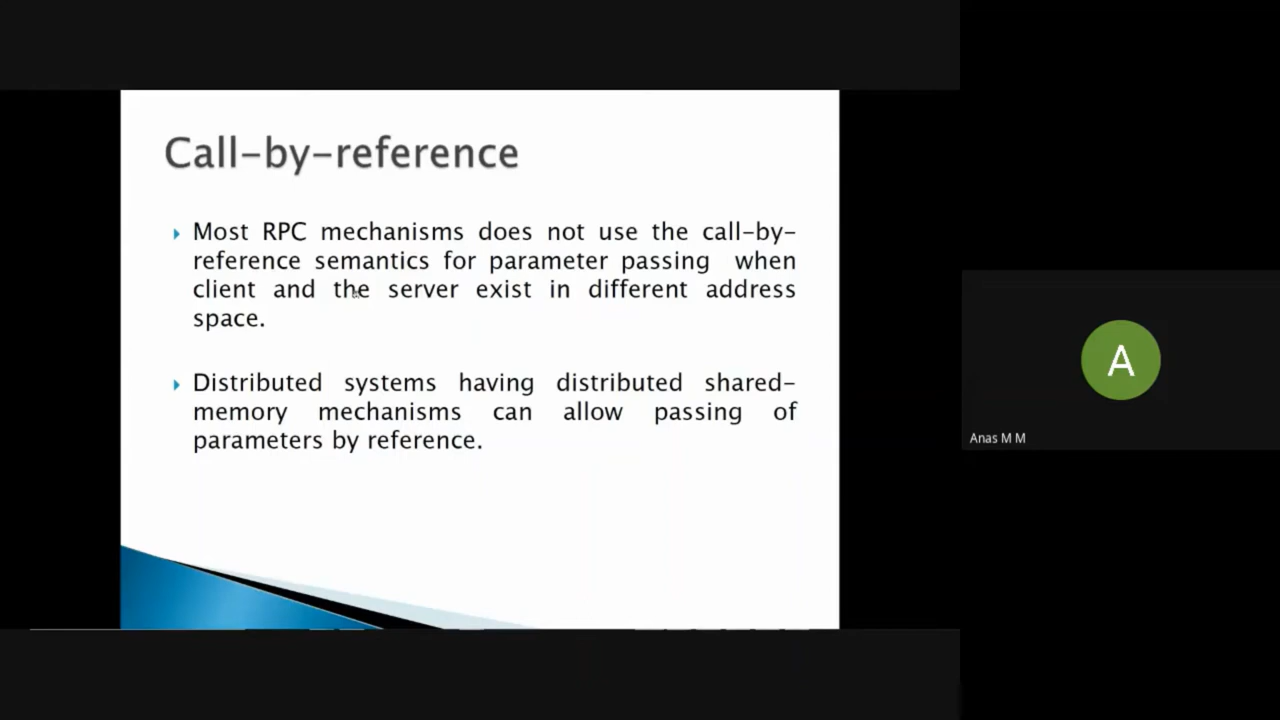 Call-by-reference
Most RPC mechanisms does not use the call-by-
reference semantics for parameter passing when
client and the server exist in different address
space.
Distributed systems having distributed shared-
memory mechanisms can allow passing of
parameters by reference.
A
Anas M M